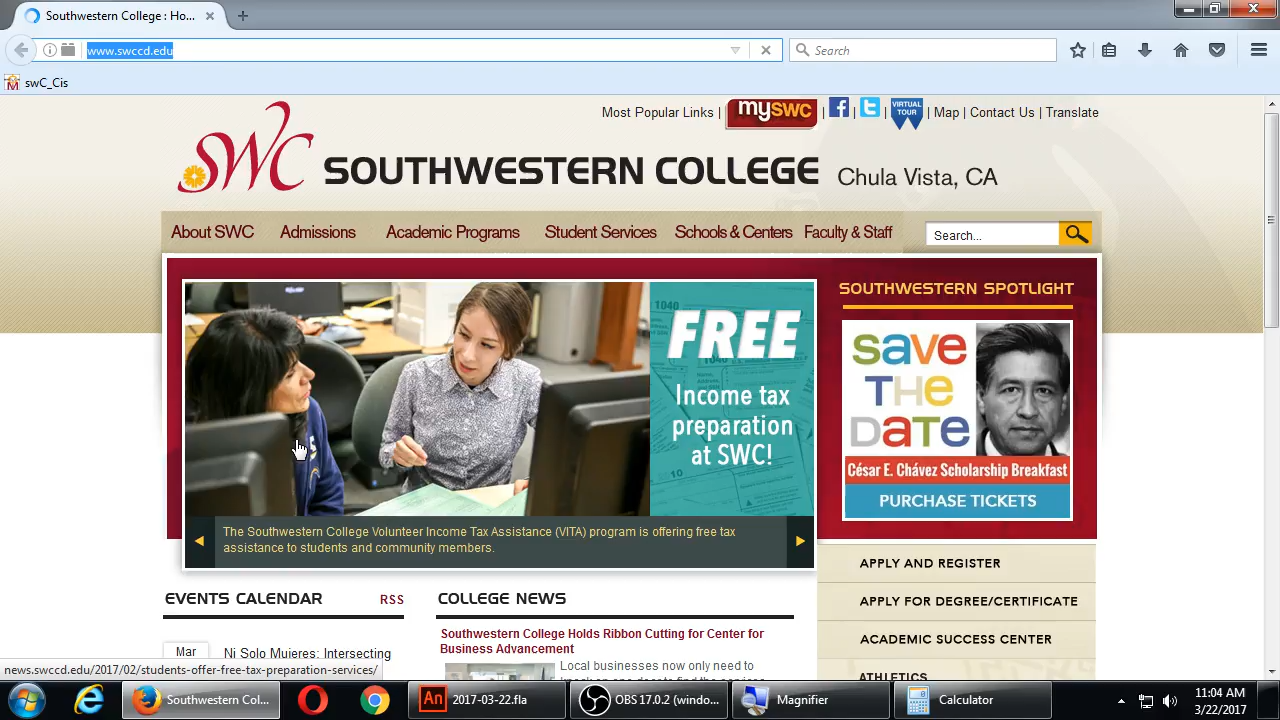 Southwestern College : Ho...
www.swccd.edu
Search
swC_Cis
Most Popular Links | mySWC | | | VIRTUAL TOUR | Map | Contact Us | Translate
SWC SOUTHWESTERN COLLEGE Chula Vista, CA
About SWC Admissions Academic Programs Student Services Schools & Centers Faculty & Staff Search...
FREE
Income tax
preparation
at SWC!
1040
The Southwestern College Volunteer Income Tax Assistance (VITA) program is offering free tax
assistance to students and community members.
SOUTHWESTERN SPOTLIGHT
SAVE
THE
DATE
César E. Chávez Scholarship Breakfast
PURCHASE TICKETS
APPLY AND REGISTER
APPLY FOR DEGREE/CERTIFICATE
ACADEMIC SUCCESS CENTER
ATHLETICS
EVENTS CALENDAR RSS
Mar
Ni Solo Mujeres: Intersecting
COLLEGE NEWS
Southwestern College Holds Ribbon Cutting for Center for
Business Advancement
Local businesses now only need to
news.swccd.edu/2017/02/students-offer-free-tax-preparation-services/
Southwestern Col...
An 2017-03-22.fla
OBS 17.0.2 (windo...
Magnifier
Calculator
11:04 AM
3/22/2017